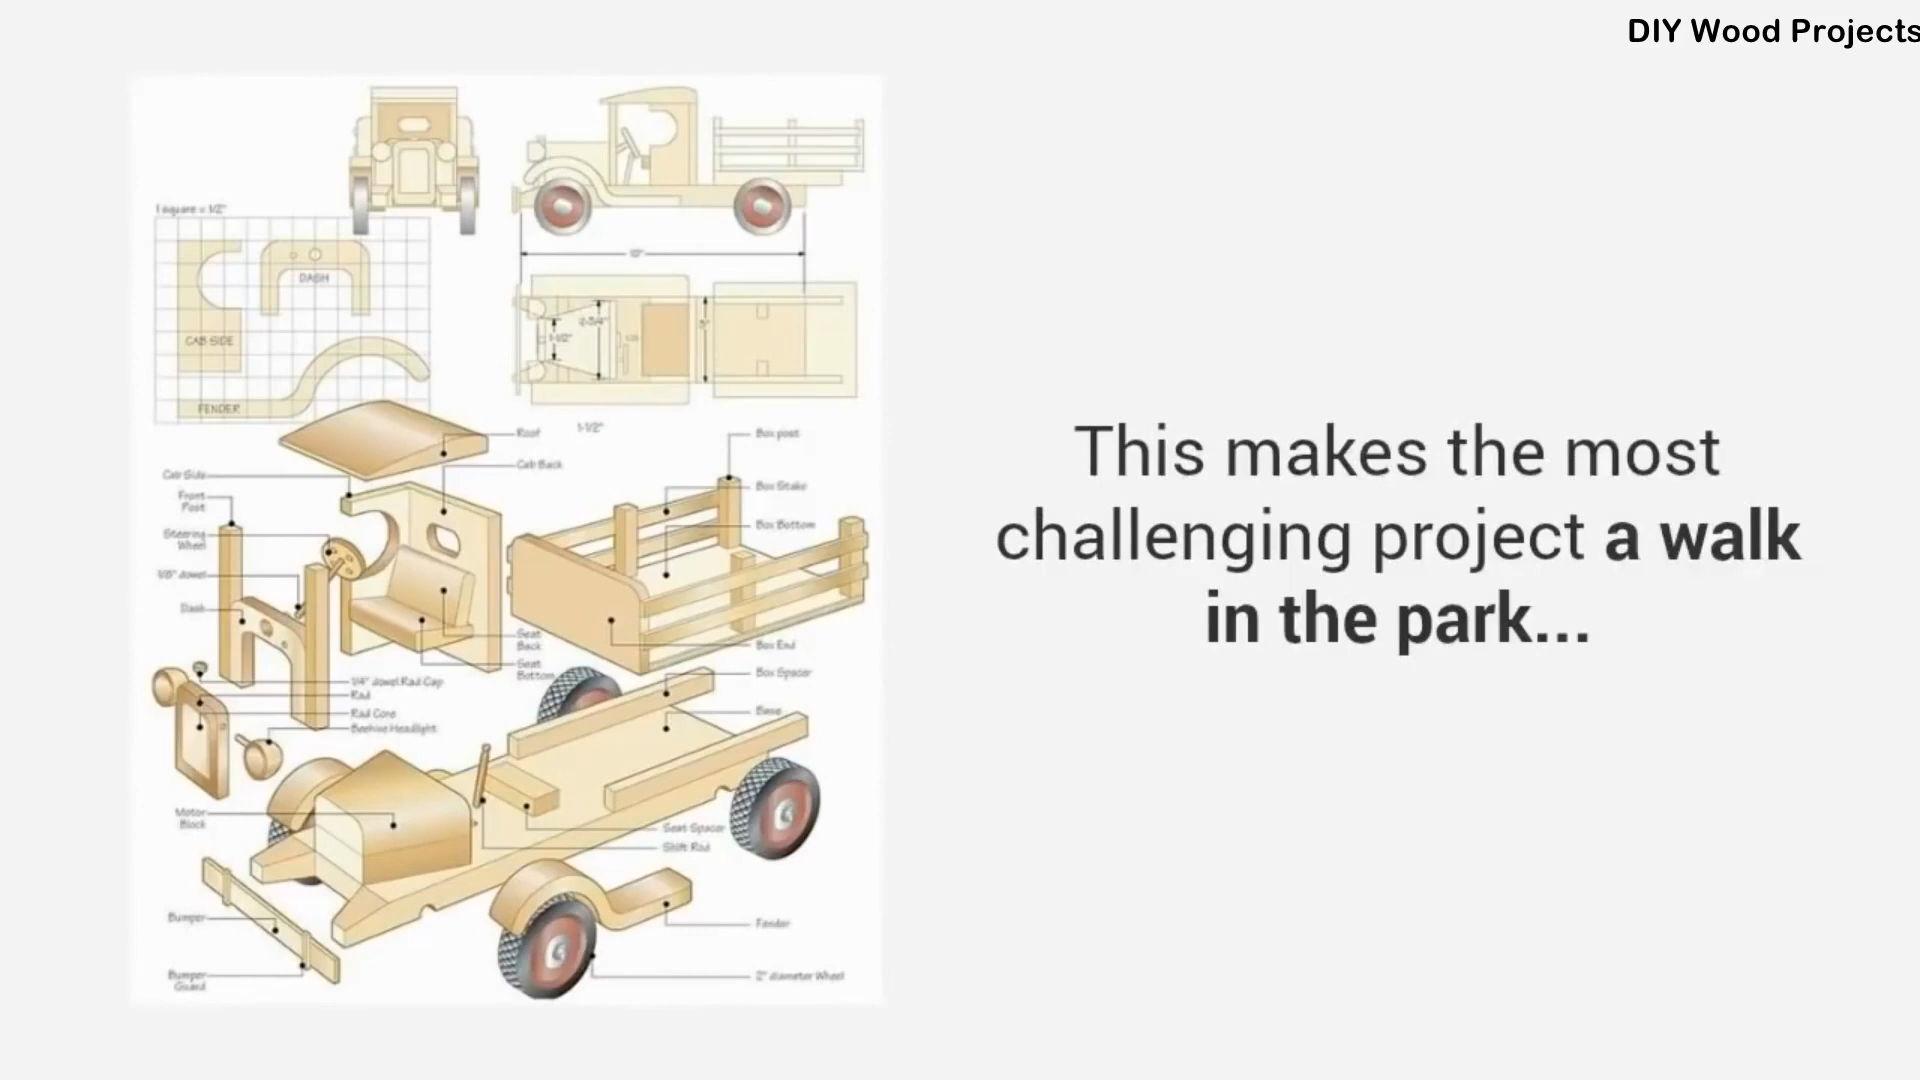 DIY Wood Projects
1 square = 1/2"
DASH
CAB SIDE
FENDER
10"
2-3/4"
1-1/2"
1-1/2"
Roof
Box post
Cab Side
Cab Back
Front
Post
Box Stake
Steering
Wheel
Box Bottom
Dash
Seat
Back
Box End
Seat
Bottom
Box Spacer
1/4" dowel Rad Cap
Rad
Rad Core
Base
Beehive Headlight
Motor
Block
Seat Spacer
Shift Rod
Bumper
Fender
Bumper
Guard
2" diameter Wheel
This makes the most
challenging project a walk
in the park...